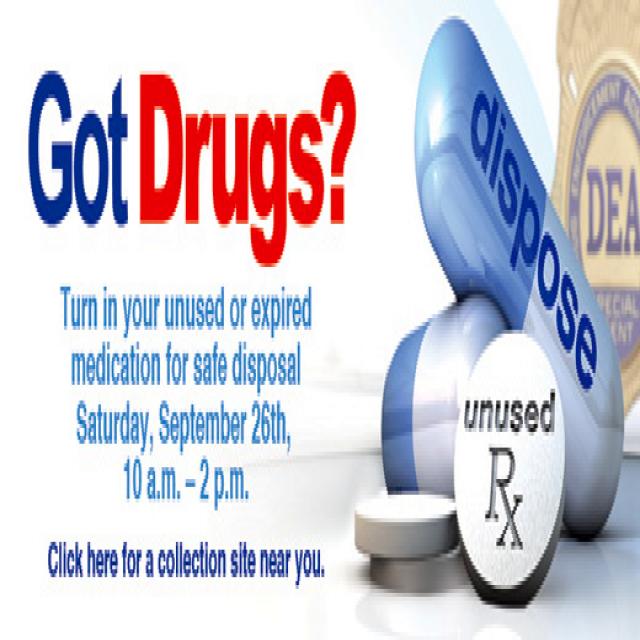 Got Drugs?
Turn in your unused or expired
medication for safe disposal
Saturday, September 26th,
10 a.m. – 2 p.m.
Click here for a collection site near you.
dispose
unused
Rx
DEA